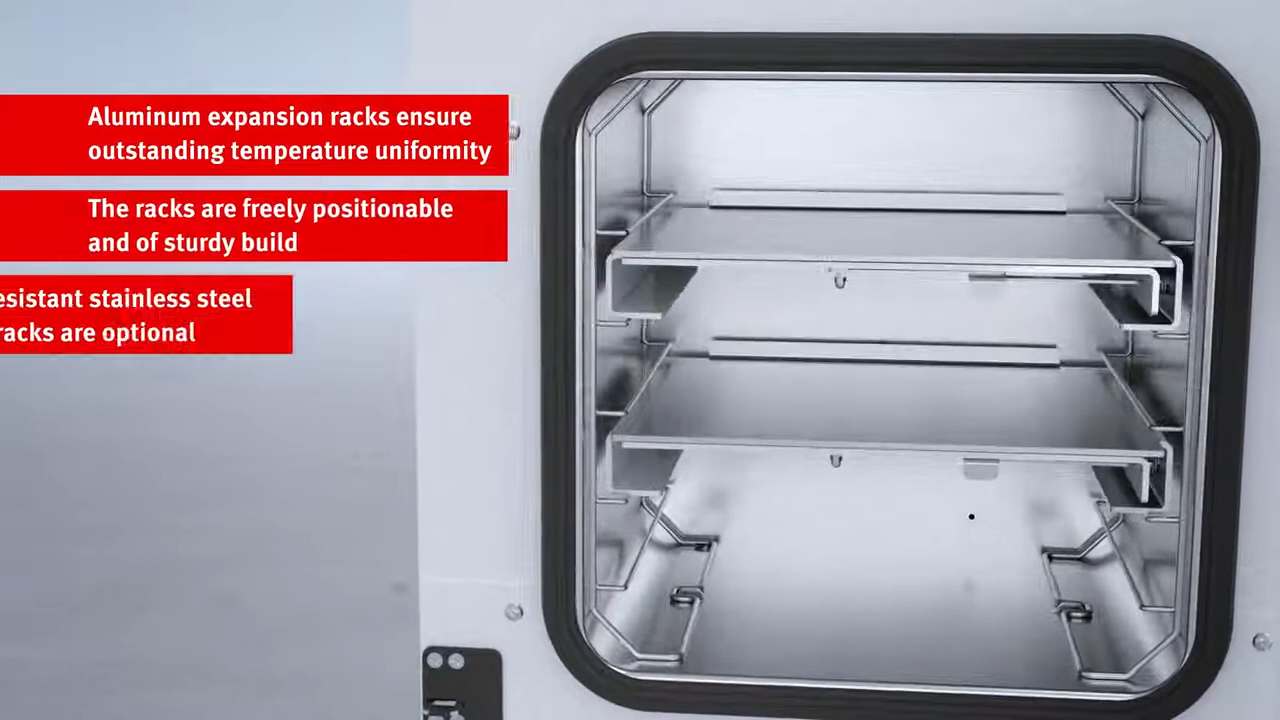 Aluminum expansion racks ensure
outstanding temperature uniformity
The racks are freely positionable
and of sturdy build
stainless steel
racks are optional